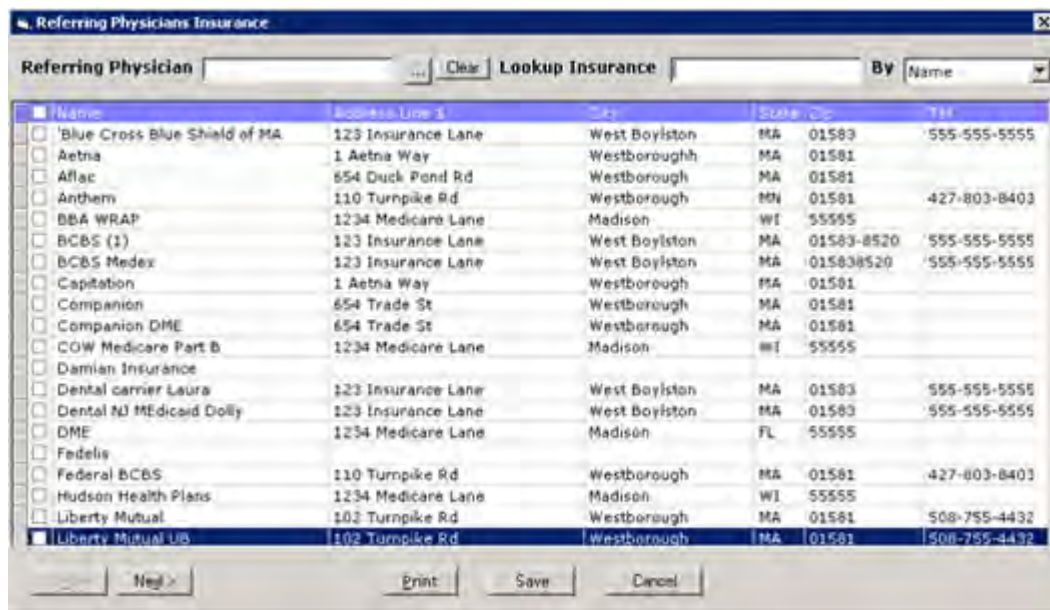 Referring Physicians Insurance
Referring Physician ... Clear Lookup Insurance By Name
Name Address Line 1 City State Zip Tel
'Blue Cross Blue Shield of MA 123 Insurance Lane West Boylston MA 01583 '555-555-5555
Aetna 1 Aetna Way Westboroughh MA 01581
Aflac 654 Duck Pond Rd Westborough MA 01581
Anthem 110 Turnpike Rd Westborough MN 01581 427-803-8403
BBA WRAP 1234 Medicare Lane Madison WI 55555
BCBS (1) 123 Insurance Lane West Boylston MA 01583-8520 '555-555-5555
BCBS Medex 123 Insurance Lane West Boylston MA 015838520 '555-555-5555
Capitation 1 Aetna Way Westborough MA 01581
Companion 654 Trade St Westborough MA 01581
Companion DME 654 Trade St Westborough MA 01581
COW Medicare Part B 1234 Medicare Lane Madison WI 55555
Damian Insurance
Dental carrier Laura 123 Insurance Lane West Boylston MA 01583 555-555-5555
Dental NJ MEdicaid Dolly 123 Insurance Lane West Boylston MA 01583 555-555-5555
DME 1234 Medicare Lane Madison FL 55555
Fedelis
Federal BCBS 110 Turnpike Rd Westborough MA 01581 427-803-8403
Hudson Health Plans 1234 Medicare Lane Madison WI 55555
Liberty Mutual 102 Turnpike Rd Westborough MA 01581 508-755-4432
Liberty Mutual UB 102 Turnpike Rd Westborough MA 01581 508-755-4432
Next > Print Save Cancel